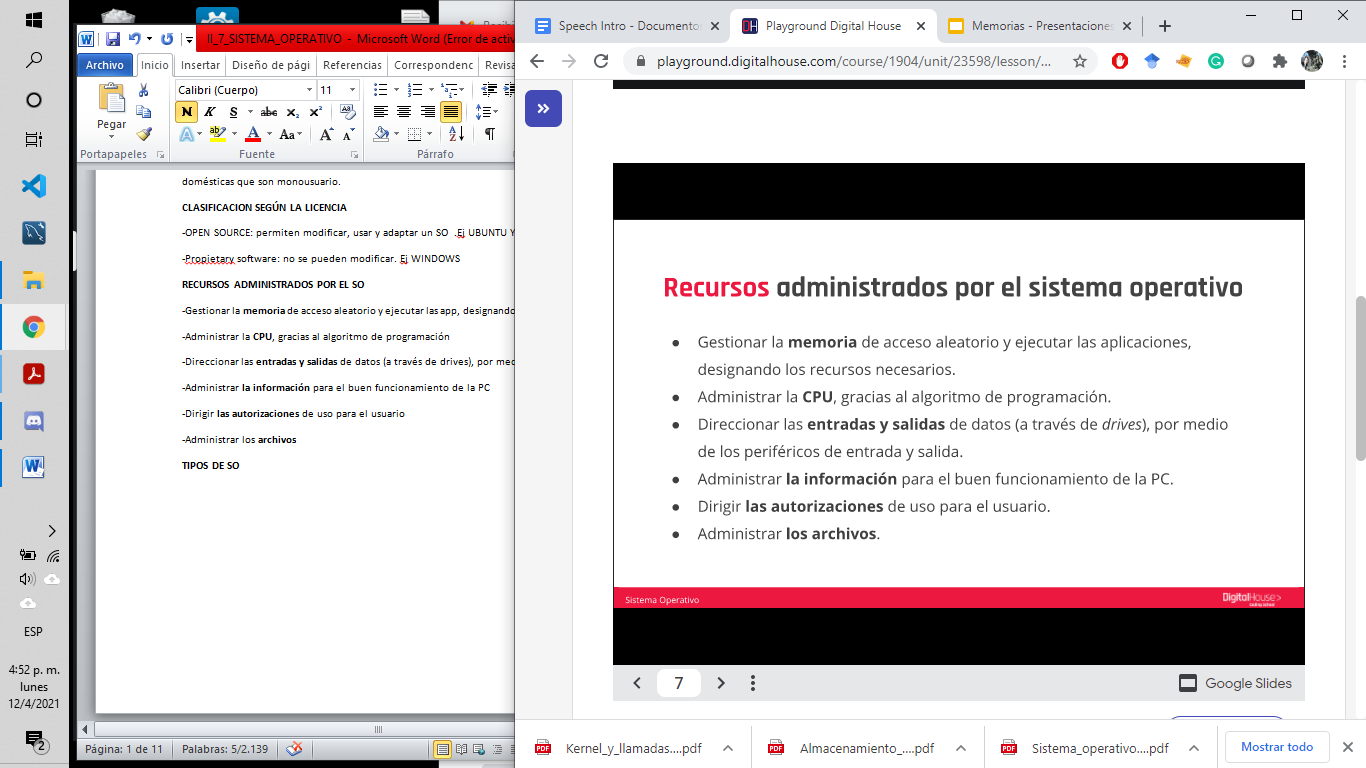 II_7_SISTEMA_OPERATIVO - Microsoft Word (Error de activ
Archivo Inicio Insertar Diseño de pági Referencias Correspondenc Revisa
Calibri (Cuerpo) 11
Pegar
N K S abc x₂ x²
A ab A Aa A A
Portapapeles Fuente Párrafo
domésticas que son monousuario.
CLASIFICACION SEGÚN LA LICENCIA
-OPEN SOURCE: permiten modificar, usar y adaptar un SO .Ej UBUNTU Y
-Propietary software: no se pueden modificar. Ej WINDOWS
RECURSOS ADMINISTRADOS POR EL SO
-Gestionar la memoria de acceso aleatorio y ejecutar las app, designando
-Administrar la CPU, gracias al algoritmo de programación
-Direccionar las entradas y salidas de datos (a través de drives), por med
-Administrar la información para el buen funcionamiento de la PC
-Dirigir las autorizaciones de uso para el usuario
-Administrar los archivos
TIPOS DE SO
Página: 1 de 11 Palabras: 5/2.139
ESP
4:52 p. m.
lunes
12/4/2021
2
Speech Intro - Documento
Playground Digital House
Memorias - Presentaciones
playground.digitalhouse.com/course/1904/unit/23598/lesson/...
Recursos administrados por el sistema operativo
● Gestionar la memoria de acceso aleatorio y ejecutar las aplicaciones,
designando los recursos necesarios.
● Administrar la CPU, gracias al algoritmo de programación.
● Direccionar las entradas y salidas de datos (a través de drives), por medio
de los periféricos de entrada y salida.
● Administrar la información para el buen funcionamiento de la PC.
● Dirigir las autorizaciones de uso para el usuario.
● Administrar los archivos.
Sistema Operativo
DigitalHouse>
7
Google Slides
Kernel_y_llamadas....pdf
Almacenamiento_....pdf
Sistema_operativo....pdf
Mostrar todo